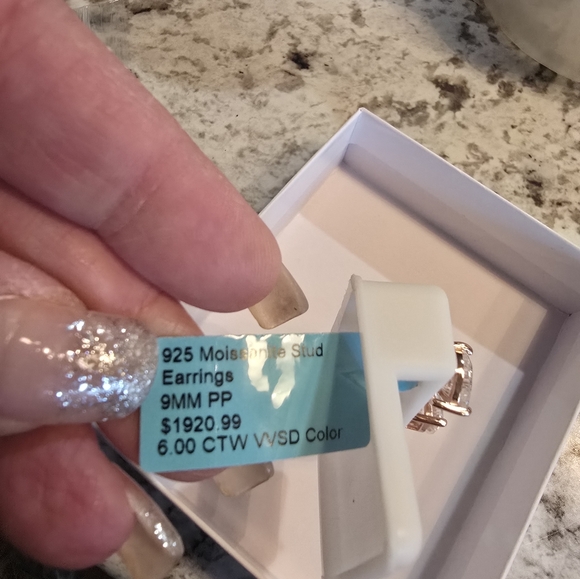 925 Moissanite Stud
Earrings
9MM PP
$1920.99
6.00 CTW VVSD Color